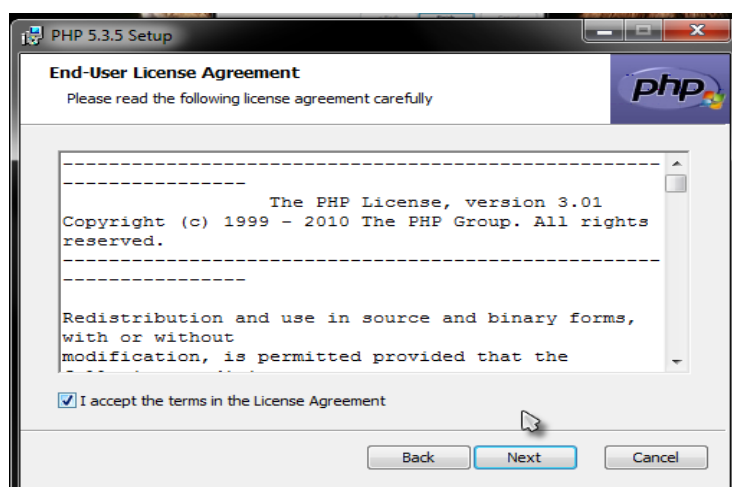 PHP 5.3.5 Setup
End-User License Agreement
Please read the following license agreement carefully
php
----------------------------------------------------
----------------
The PHP License, version 3.01
Copyright (c) 1999 - 2010 The PHP Group. All rights
reserved.
----------------------------------------------------
----------------
Redistribution and use in source and binary forms,
with or without
modification, is permitted provided that the
I accept the terms in the License Agreement
Back Next Cancel